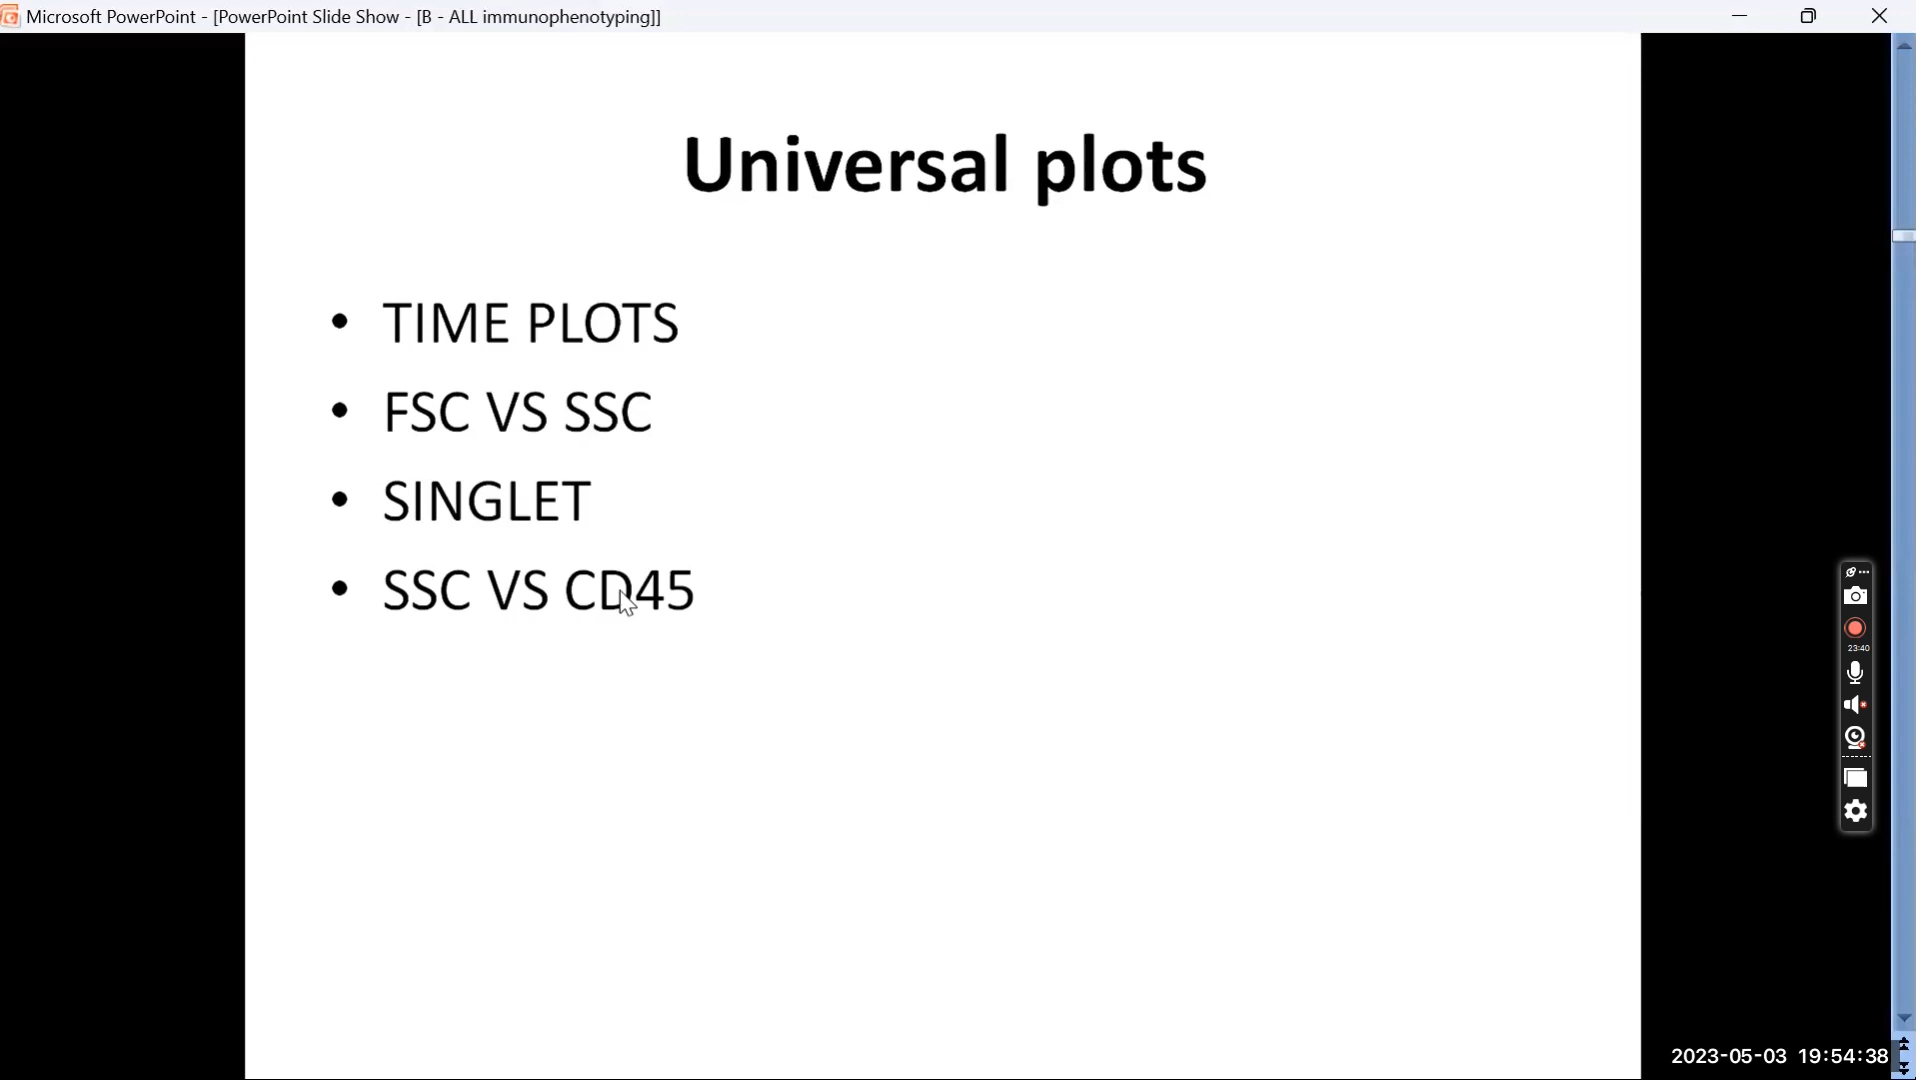 Microsoft PowerPoint - [PowerPoint Slide Show - [B - ALL immunophenotyping]]
Universal plots
• TIME PLOTS
• FSC VS SSC
• SINGLET
• SSC VS CD45
23:40
2023-05-03 19:54:38